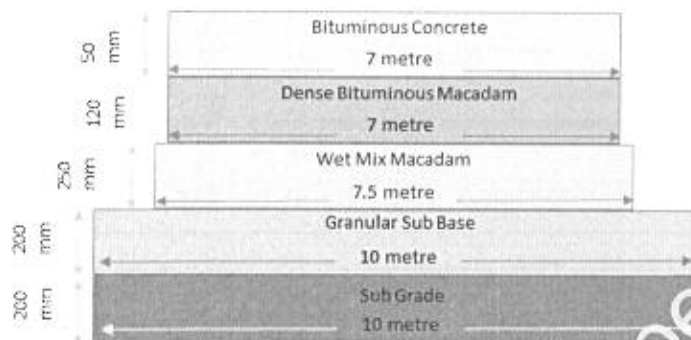 50 mm
Bituminous Concrete
7 metre
120 mm
Dense Bituminous Macadam
7 metre
250 mm
Wet Mix Macadam
7.5 metre
200 mm
Granular Sub Base
10 metre
200 mm
Sub Grade
10 metre